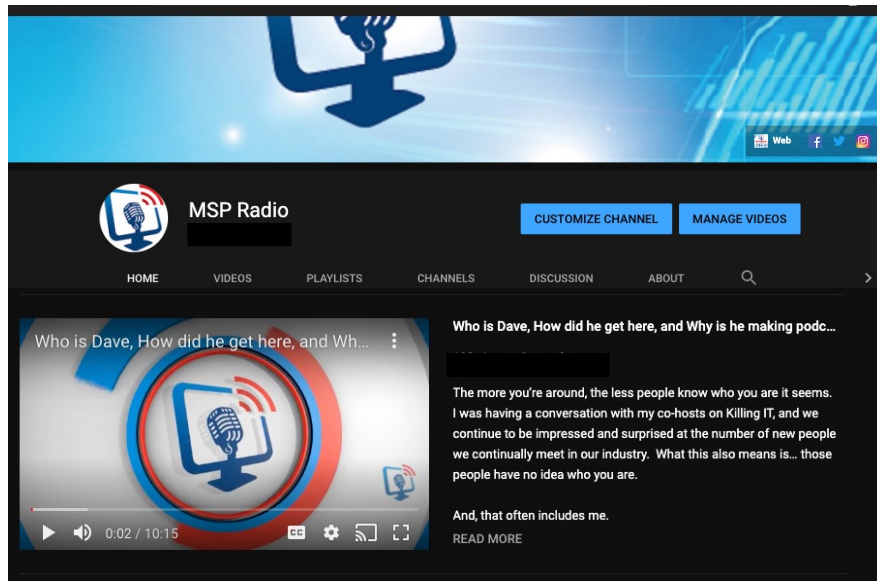 Web
MSP Radio
CUSTOMIZE CHANNEL
MANAGE VIDEOS
HOME VIDEOS PLAYLISTS CHANNELS DISCUSSION ABOUT
Who is Dave, How did he get here, and Wh...
0:02 / 10:15
CC
Who is Dave, How did he get here, and Why is he making podc...
The more you’re around, the less people know who you are it seems.
I was having a conversation with my co-hosts on Killing IT, and we
continue to be impressed and surprised at the number of new people
we continually meet in our industry.  What this also means is… those
people have no idea who you are.
And, that often includes me.
READ MORE